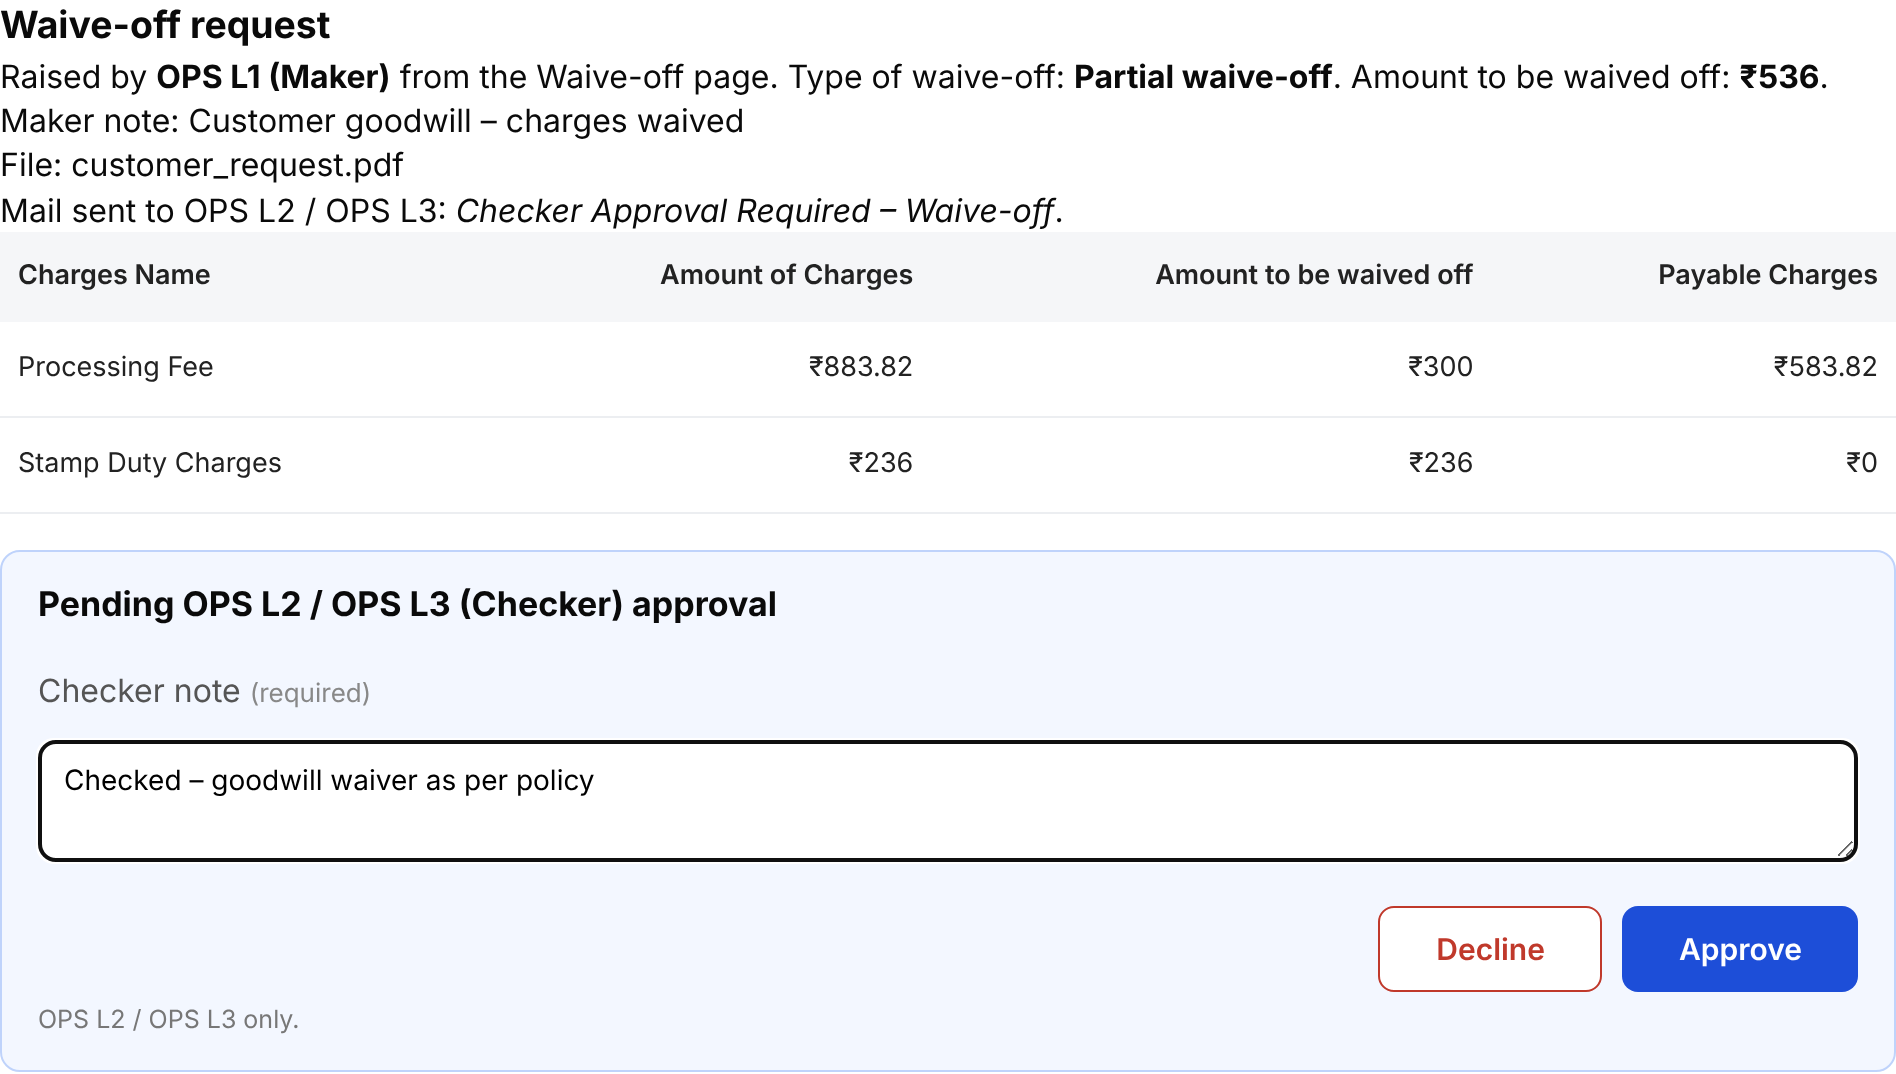 Waive-off request
Raised by OPS L1 (Maker) from the Waive-off page. Type of waive-off: Partial waive-off. Amount to be waived off: ₹536.
Maker note: Customer goodwill – charges waived
File: customer_request.pdf
Mail sent to OPS L2 / OPS L3: Checker Approval Required – Waive-off.
Charges Name Amount of Charges Amount to be waived off Payable Charges
Processing Fee ₹883.82 ₹300 ₹583.82
Stamp Duty Charges ₹236 ₹236 ₹0
Pending OPS L2 / OPS L3 (Checker) approval
Checker note (required)
Checked – goodwill waiver as per policy
Decline Approve
OPS L2 / OPS L3 only.